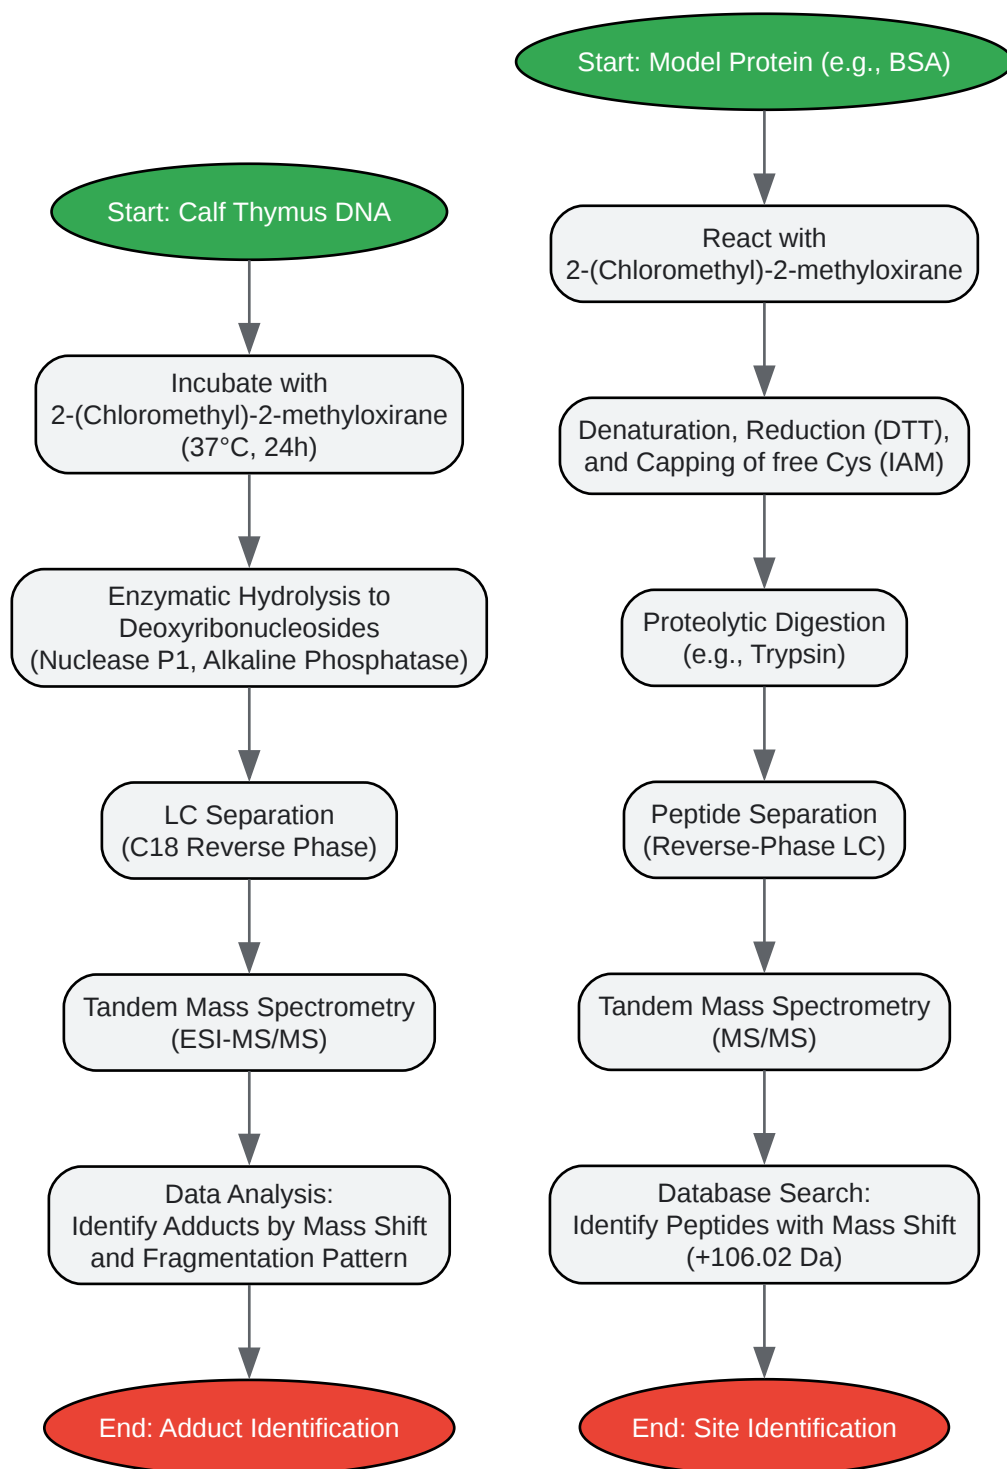 Start: Calf Thymus DNA
Incubate with
2-(Chloromethyl)-2-methyloxirane
(37°C, 24h)
Enzymatic Hydrolysis to
Deoxyribonucleosides
(Nuclease P1, Alkaline Phosphatase)
LC Separation
(C18 Reverse Phase)
Tandem Mass Spectrometry
(ESI-MS/MS)
Data Analysis:
Identify Adducts by Mass Shift
and Fragmentation Pattern
End: Adduct Identification
Start: Model Protein (e.g., BSA)
React with
2-(Chloromethyl)-2-methyloxirane
Denaturation, Reduction (DTT),
and Capping of free Cys (IAM)
Proteolytic Digestion
(e.g., Trypsin)
Peptide Separation
(Reverse-Phase LC)
Tandem Mass Spectrometry
(MS/MS)
Database Search:
Identify Peptides with Mass Shift
(+106.02 Da)
End: Site Identification